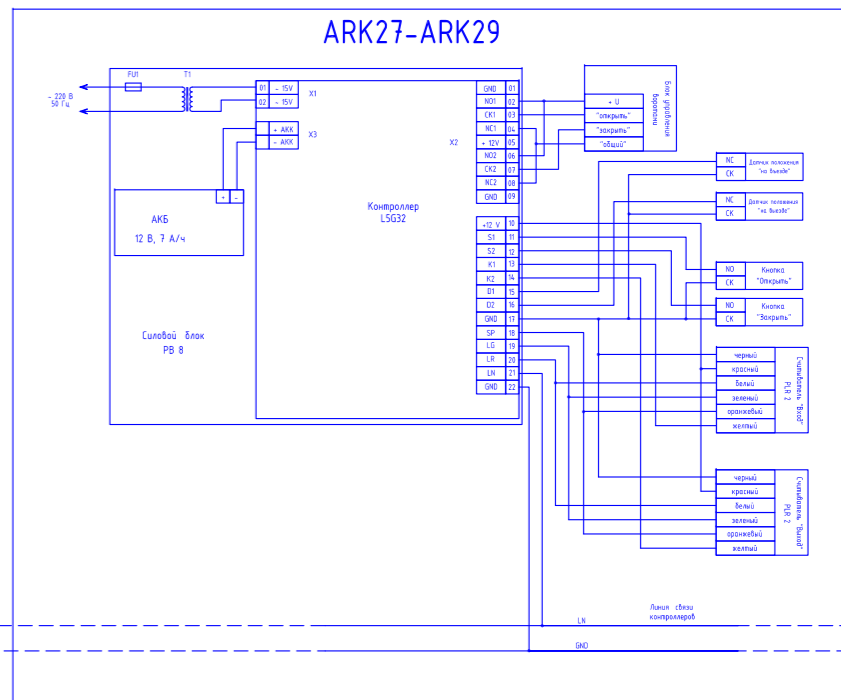 ARK27-ARK29
FU1
T1
~ 220 В
50 Гц
01 ~ 15V
02 ~ 15V
X1
+ АКК
- АКК
X3
X2
+ -
АКБ
12 В, 7 А/ч
Силовой блок
PB 8
Контроллер
L5G32
GND 01
NO1 02
CK1 03
NC1 04
+ 12V 05
NO2 06
CK2 07
NC2 08
GND 09
+12 V 10
S1 11
S2 12
K1 13
K2 14
D1 15
D2 16
GND 17
SP 18
LG 19
LR 20
LN 21
GND 22
+ U
"открыть"
"закрыть"
"общий"
Блок управления
воротами
NC
СК
Датчик положения
"на въезде"
NC
СК
Датчик положения
"на выезде"
NO
СК
Кнопка
"Открыть"
NO
СК
Кнопка
"Закрыть"
черный
красный
белый
зеленый
оранжевый
желтый
Считыватель "Вход"
PLR 2
черный
красный
белый
зеленый
оранжевый
желтый
Считыватель "Выход"
PLR 2
Линия связи
контроллеров
LN
GND